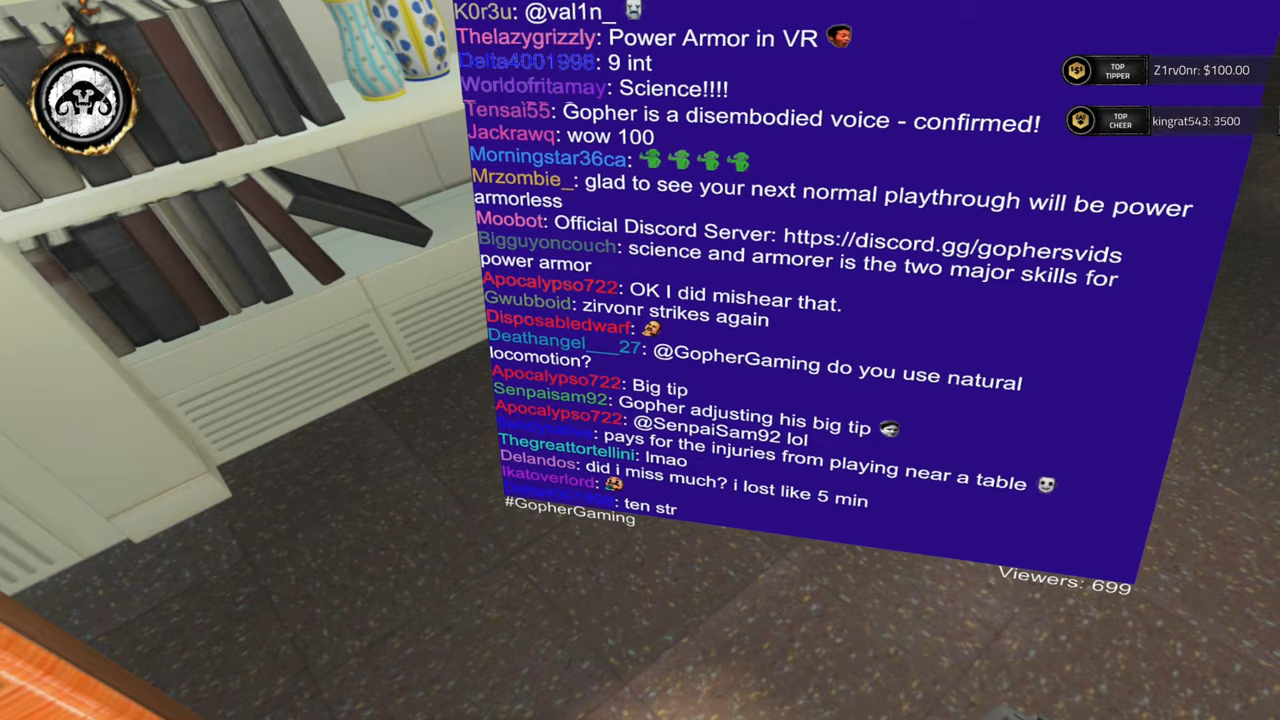 K0r3u: @val1n_
Thelazygrizzly: Power Armor in VR
Delta4001998: 9 int
Worldofritamay: Science!!!!
Tensai55: Gopher is a disembodied voice - confirmed!
Jackrawq: wow 100
Morningstar36ca:
Mrzombie_: glad to see your next normal playthrough will be power
armorless
Moobot: Official Discord Server: https://discord.gg/gophersvids
Bigguyoncouch: science and armorer is the two major skills for
power armor
Apocalypso722: OK I did mishear that.
Gwubboid: zirvonr strikes again
Disposabledwarf:
Deathangel___27: @GopherGaming do you use natural
locomotion?
Apocalypso722: Big tip
Senpaisam92: Gopher adjusting his big tip
Apocalypso722: @SenpaiSam92 lol
: pays for the injuries from playing near a table
Thegreattortellini: lmao
Delandos: did i miss much? i lost like 5 min
Ikatoverlord:
Delta4001998: ten str
#GopherGaming
Viewers: 699
TOP
TIPPER
Z1rv0nr: $100.00
TOP
CHEER
kingrat543: 3500